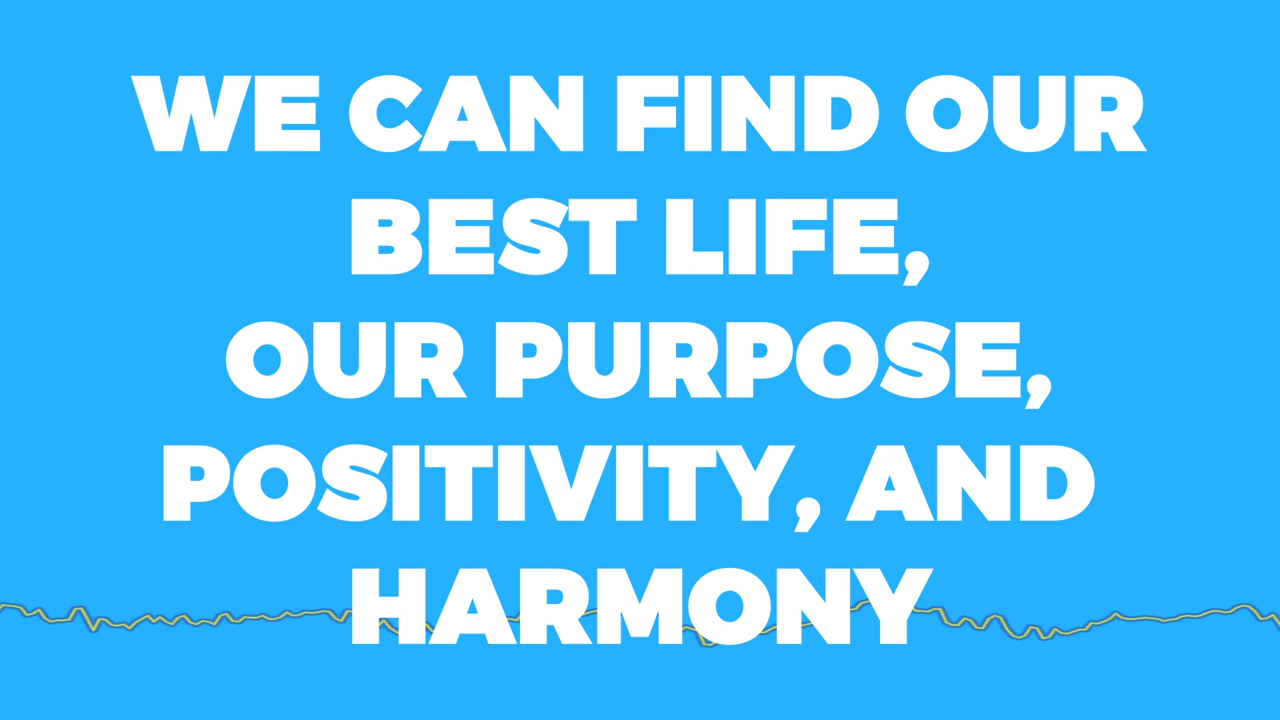 WE CAN FIND OUR
BEST LIFE,
OUR PURPOSE,
POSITIVITY, AND
HARMONY